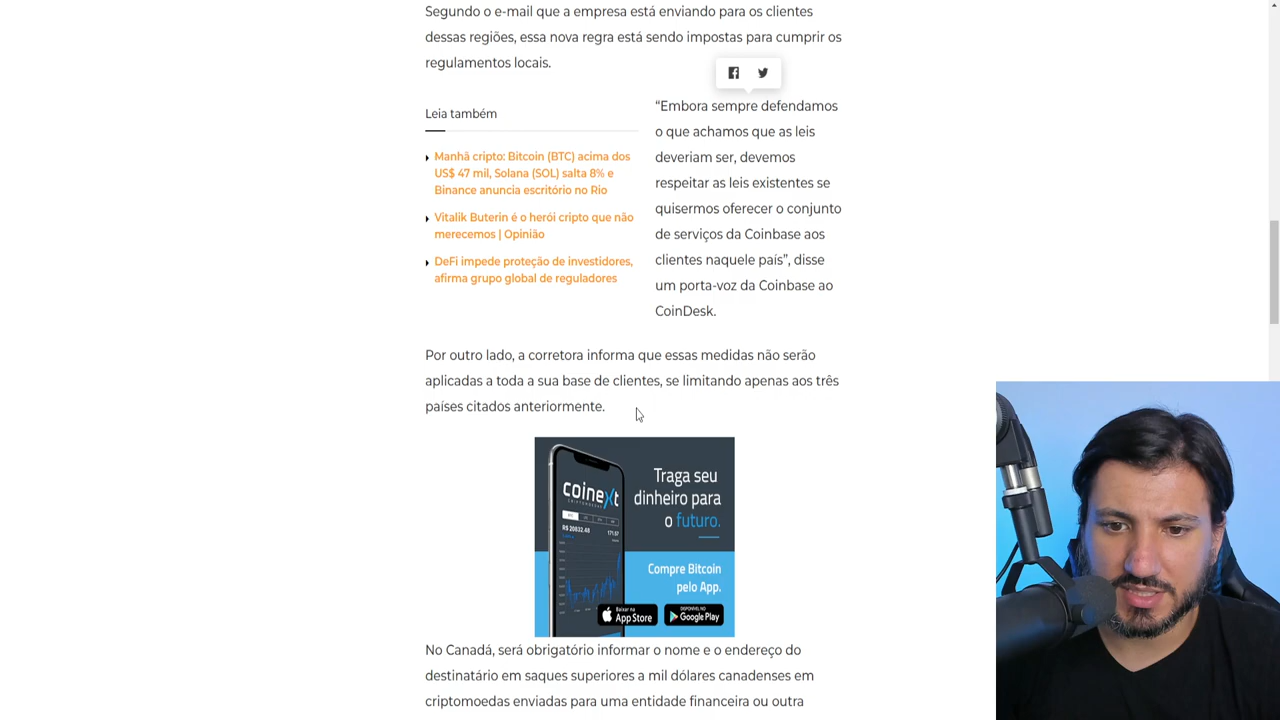 Segundo o e-mail que a empresa está enviando para os clientes
dessas regiões, essa nova regra está sendo impostas para cumprir os
regulamentos locais.
Leia também
Manhã cripto: Bitcoin (BTC) acima dos
US$ 47 mil, Solana (SOL) salta 8% e
Binance anuncia escritório no Rio
Vitalik Buterin é o herói cripto que não
merecemos | Opinião
DeFi impede proteção de investidores,
afirma grupo global de reguladores
“Embora sempre defendamos
o que achamos que as leis
deveriam ser, devemos
respeitar as leis existentes se
quisermos oferecer o conjunto
de serviços da Coinbase aos
clientes naquele país”, disse
um porta-voz da Coinbase ao
CoinDesk.
Por outro lado, a corretora informa que essas medidas não serão
aplicadas a toda a sua base de clientes, se limitando apenas aos três
países citados anteriormente.
coinext
R$ 20032,48
171,57
Traga seu
dinheiro para
o futuro.
Compre Bitcoin
pelo App.
Baixar na
App Store
DISPONÍVEL NO
Google Play
No Canadá, será obrigatório informar o nome e o endereço do
destinatário em saques superiores a mil dólares canadenses em
criptomoedas enviadas para uma entidade financeira ou outra